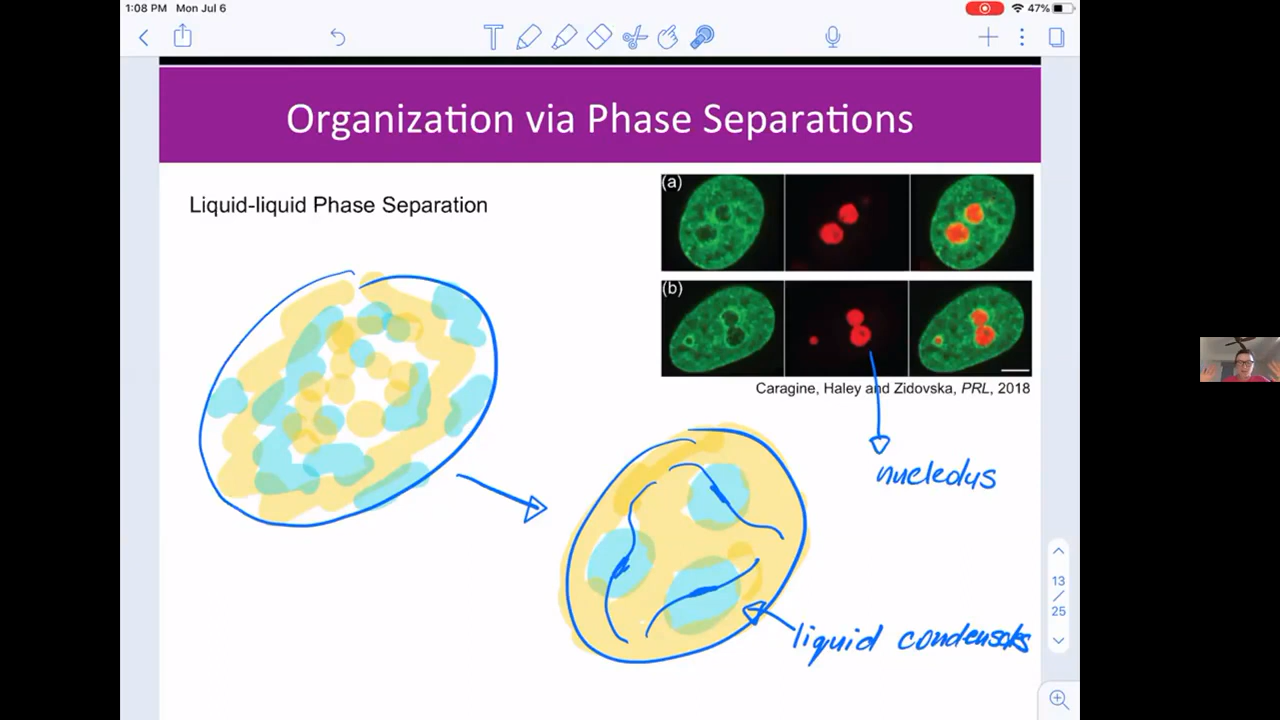 1:08 PM Mon Jul 6
47%
Organization via Phase Separations
Liquid-liquid Phase Separation
(a)
(b)
Caragine, Haley and Zidovska, PRL, 2018
nucleolus
liquid condensates
13
/
25